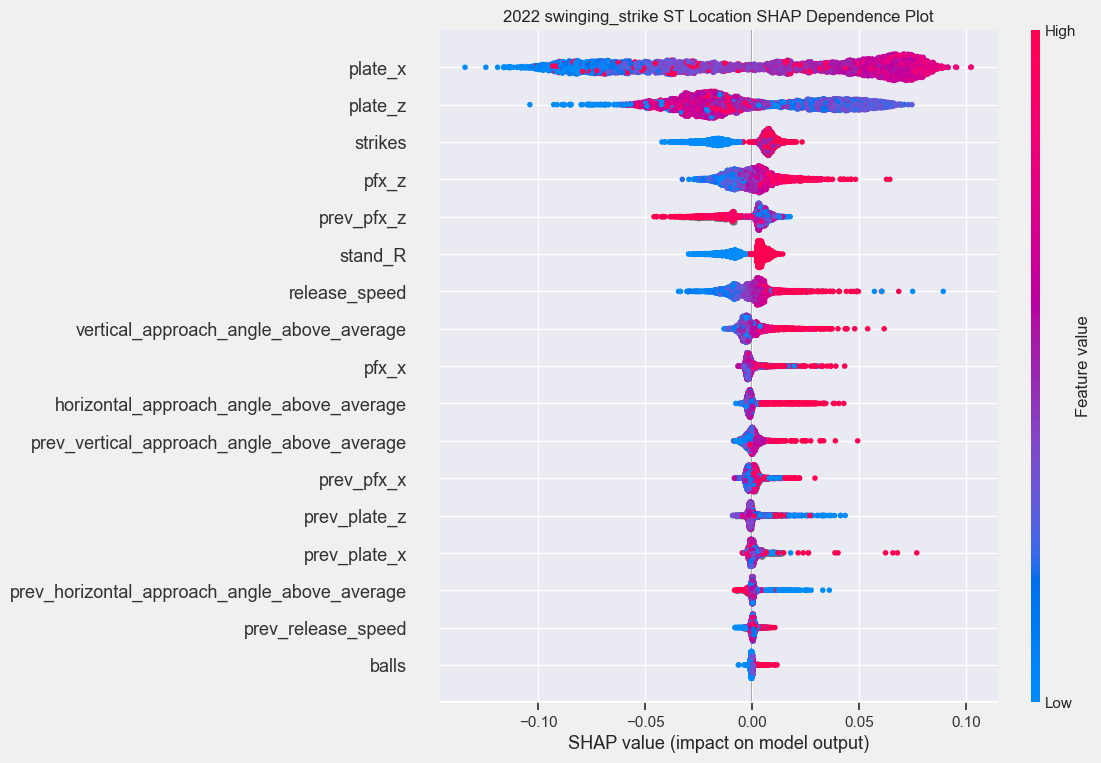 2022 swinging_strike ST Location SHAP Dependence Plot
High
plate_x
plate_z
strikes
pfx_z
prev_pfx_z
stand_R
release_speed
vertical_approach_angle_above_average
pfx_x
horizontal_approach_angle_above_average
prev_vertical_approach_angle_above_average
prev_pfx_x
prev_plate_z
prev_plate_x
prev_horizontal_approach_angle_above_average
prev_release_speed
balls
Feature value
Low
−0.10 −0.05 0.00 0.05 0.10
SHAP value (impact on model output)